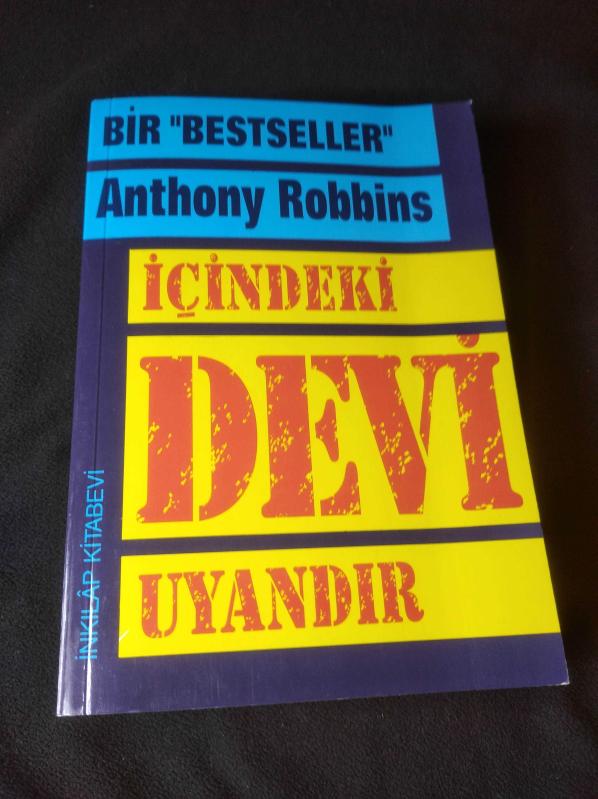 BİR "BESTSELLER"
Anthony Robbins
İÇİNDEKİ
DEVİ
UYANDIR
İNKILÂP KİTABEVİ